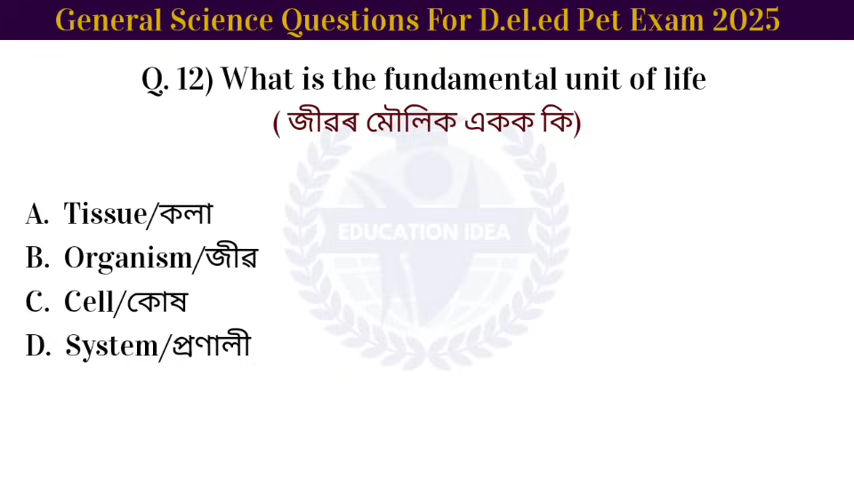 General Science Questions For D.el.ed Pet Exam 2025
Q. 12) What is the fundamental unit of life
( জীৱৰ মৌলিক একক কি)
EDUCATION IDEA
A. Tissue/কলা
B. Organism/জীৱ
C. Cell/কোষ
D. System/প্ৰণালী